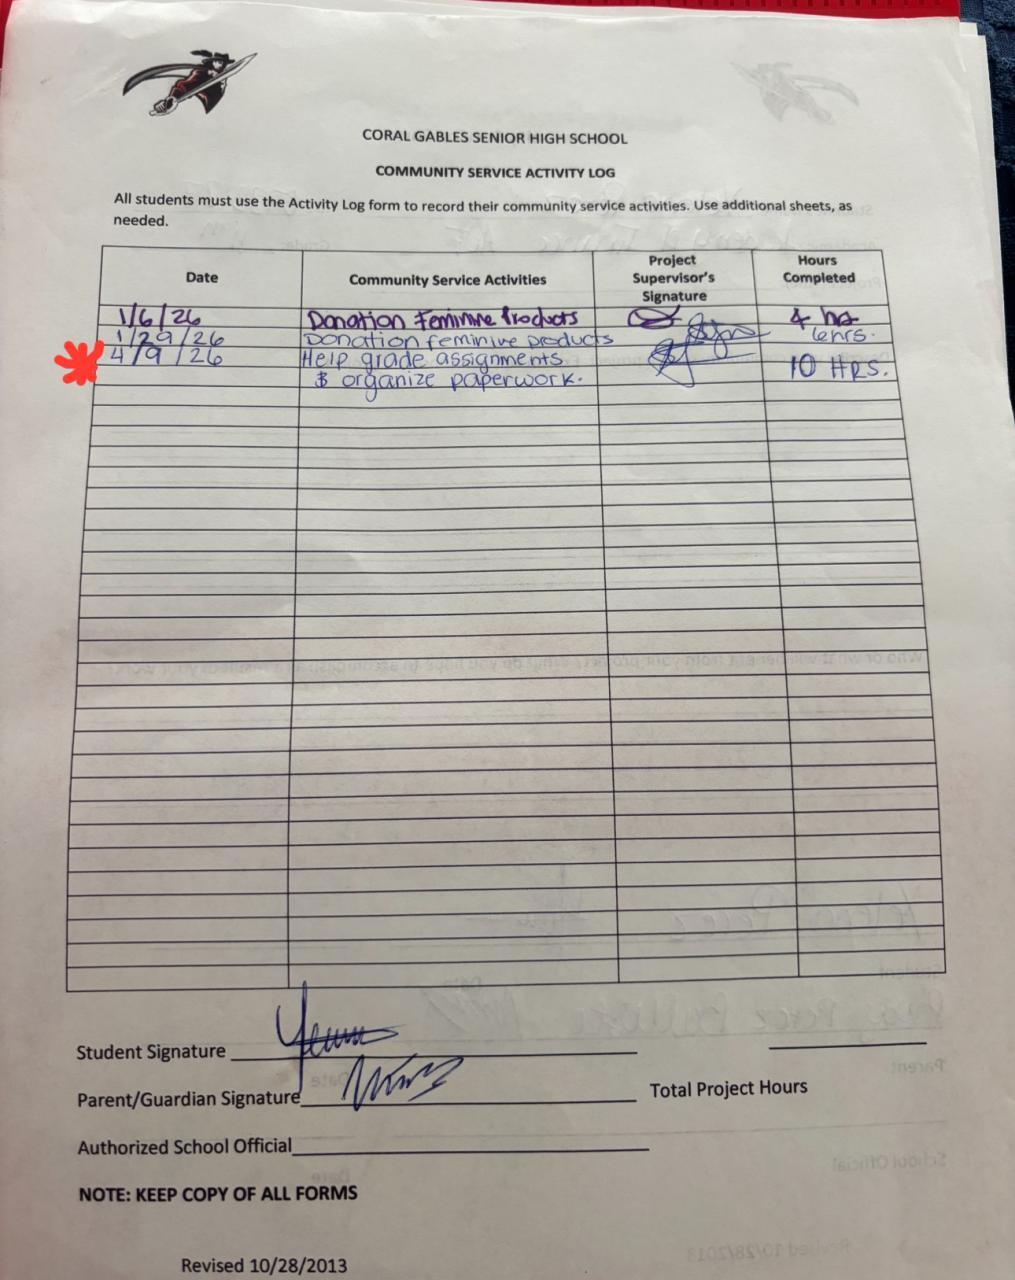 CORAL GABLES SENIOR HIGH SCHOOL
COMMUNITY SERVICE ACTIVITY LOG
All students must use the Activity Log form to record their community service activities. Use additional sheets, as
needed.
Date Community Service Activities Project Supervisor's Signature Hours Completed
1/6/26 Donation Feminine Products 4 hrs
1/29/26 Donation feminine products 6hrs.
4/9/26 Help grade assignments
& organize paperwork. 10 HRS.
Student Signature
Parent/Guardian Signature Total Project Hours
Authorized School Official
NOTE: KEEP COPY OF ALL FORMS
Revised 10/28/2013